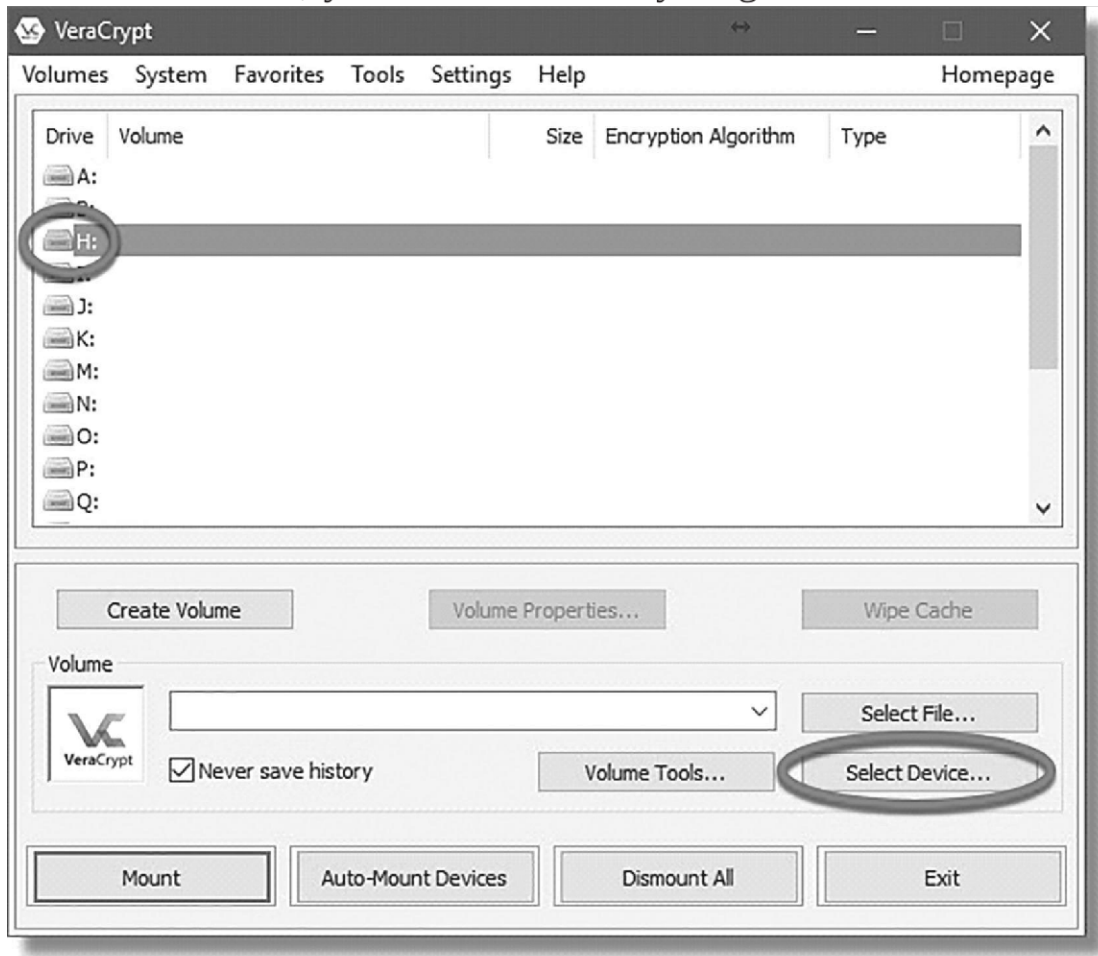 VeraCrypt
Volumes System Favorites Tools Settings Help Homepage
Drive Volume Size Encryption Algorithm Type
A:
H:
J:
K:
M:
N:
O:
P:
Q:
Create Volume Volume Properties... Wipe Cache
Volume
Select File...
VeraCrypt
Never save history Volume Tools... Select Device...
Mount Auto-Mount Devices Dismount All Exit